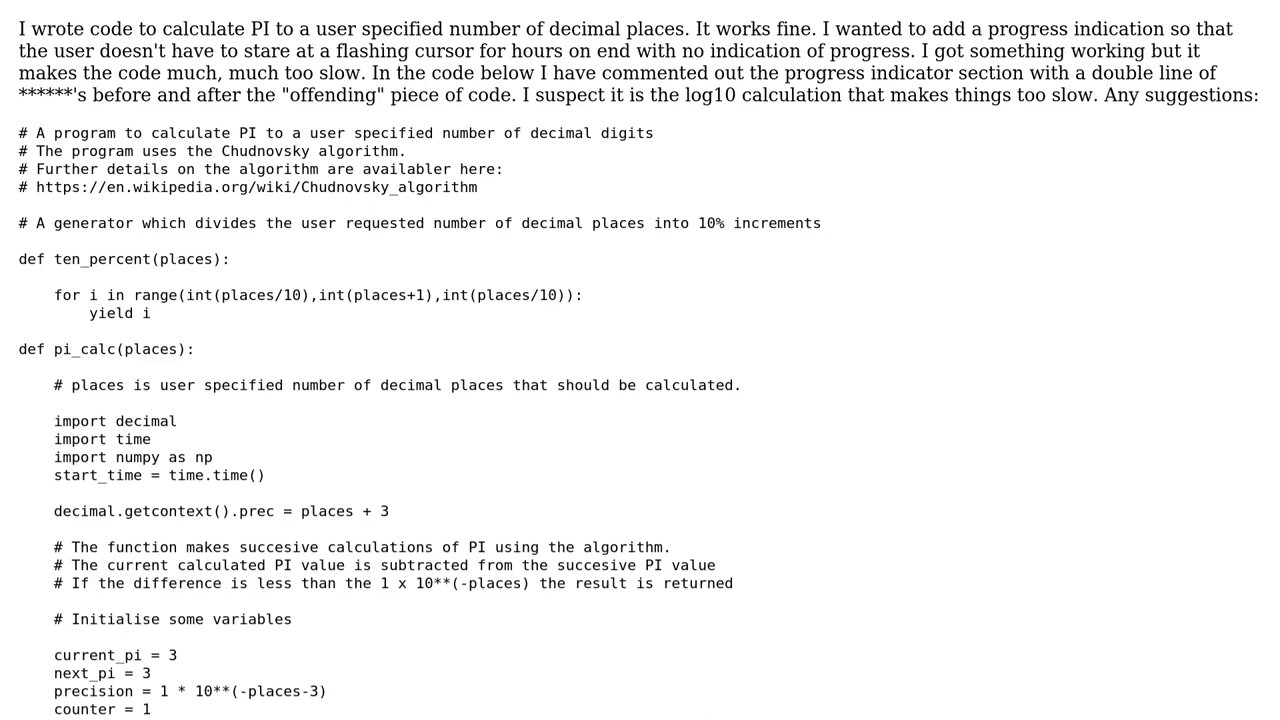 I wrote code to calculate PI to a user specified number of decimal places. It works fine. I wanted to add a progress indication so that
the user doesn't have to stare at a flashing cursor for hours on end with no indication of progress. I got something working but it
makes the code much, much too slow. In the code below I have commented out the progress indicator section with a double line of
******'s before and after the "offending" piece of code. I suspect it is the log10 calculation that makes things too slow. Any suggestions:
# A program to calculate PI to a user specified number of decimal digits
# The program uses the Chudnovsky algorithm.
# Further details on the algorithm are availabler here:
# https://en.wikipedia.org/wiki/Chudnovsky_algorithm
# A generator which divides the user requested number of decimal places into 10% increments
def ten_percent(places):
    for i in range(int(places/10),int(places+1),int(places/10)):
        yield i
def pi_calc(places):
    # places is user specified number of decimal places that should be calculated.
    import decimal
    import time
    import numpy as np
    start_time = time.time()
    decimal.getcontext().prec = places + 3
    # The function makes succesive calculations of PI using the algorithm.
    # The current calculated PI value is subtracted from the succesive PI value
    # If the difference is less than the 1 x 10**(-places) the result is returned
    # Initialise some variables
    current_pi = 3
    next_pi = 3
    precision = 1 * 10**(-places-3)
    counter = 1